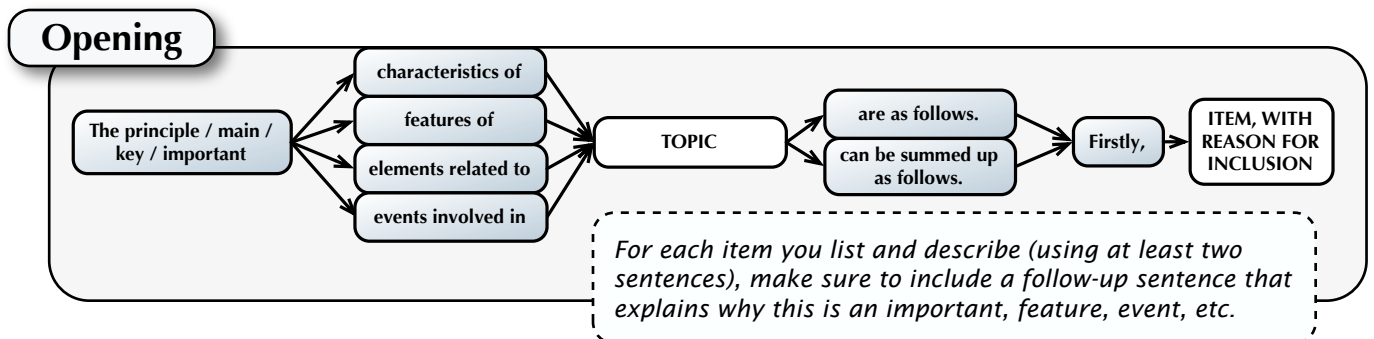 Opening
The principle / main /
key / important
characteristics of
features of
elements related to
events involved in
TOPIC
are as follows.
can be summed up
as follows.
Firstly,
ITEM, WITH
REASON FOR
INCLUSION
For each item you list and describe (using at least two
sentences), make sure to include a follow-up sentence that
explains why this is an important, feature, event, etc.